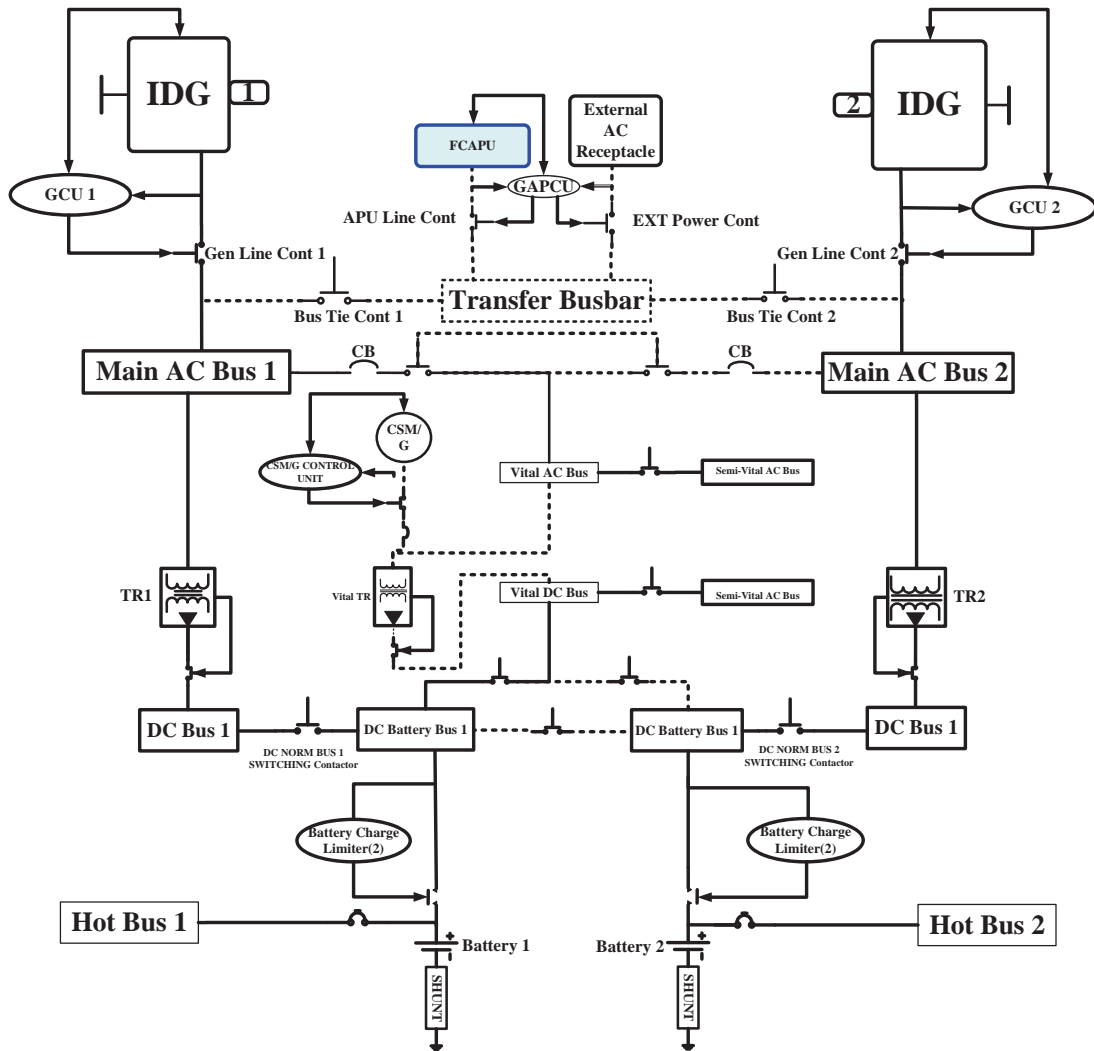 IDG
1
2
IDG
External
AC
Receptacle
FCAPU
GAPCU
GCU 1
GCU 2
APU Line Cont
EXT Power Cont
Gen Line Cont 1
Gen Line Cont 2
Transfer Busbar
Bus Tie Cont 1
Bus Tie Cont 2
CB
CB
Main AC Bus 1
Main AC Bus 2
CSM/
G
CSM/G CONTROL
UNIT
Vital AC Bus
Semi-Vital AC Bus
TR1
Vital TR
Vital DC Bus
Semi-Vital AC Bus
TR2
DC Bus 1
DC Battery Bus 1
DC Battery Bus 1
DC Bus 1
DC NORM BUS 1
SWITCHING Contactor
DC NORM BUS 2
SWITCHING Contactor
Battery Charge
Limiter(2)
Battery Charge
Limiter(2)
Hot Bus 1
Hot Bus 2
+
Battery 1
Battery 2
+
SHUNT
SHUNT